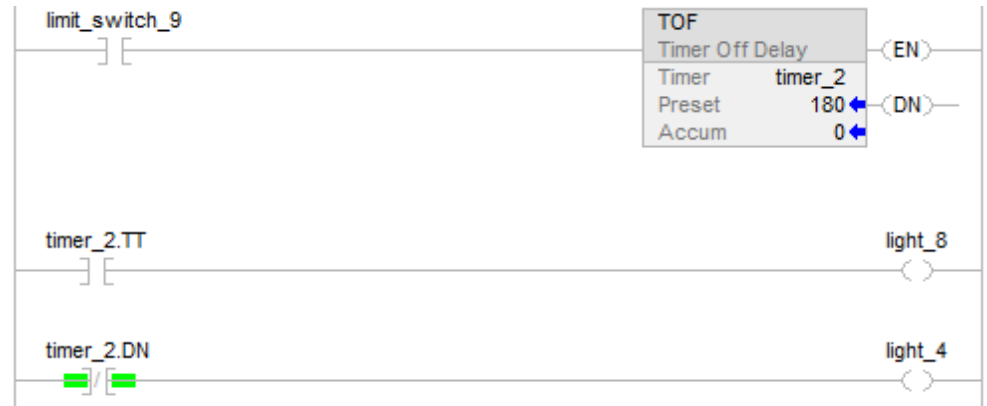 limit_switch_9
TOF
Timer Off Delay
EN
Timer timer_2
Preset 180
DN
Accum 0
timer_2.TT
light_8
timer_2.DN
light_4